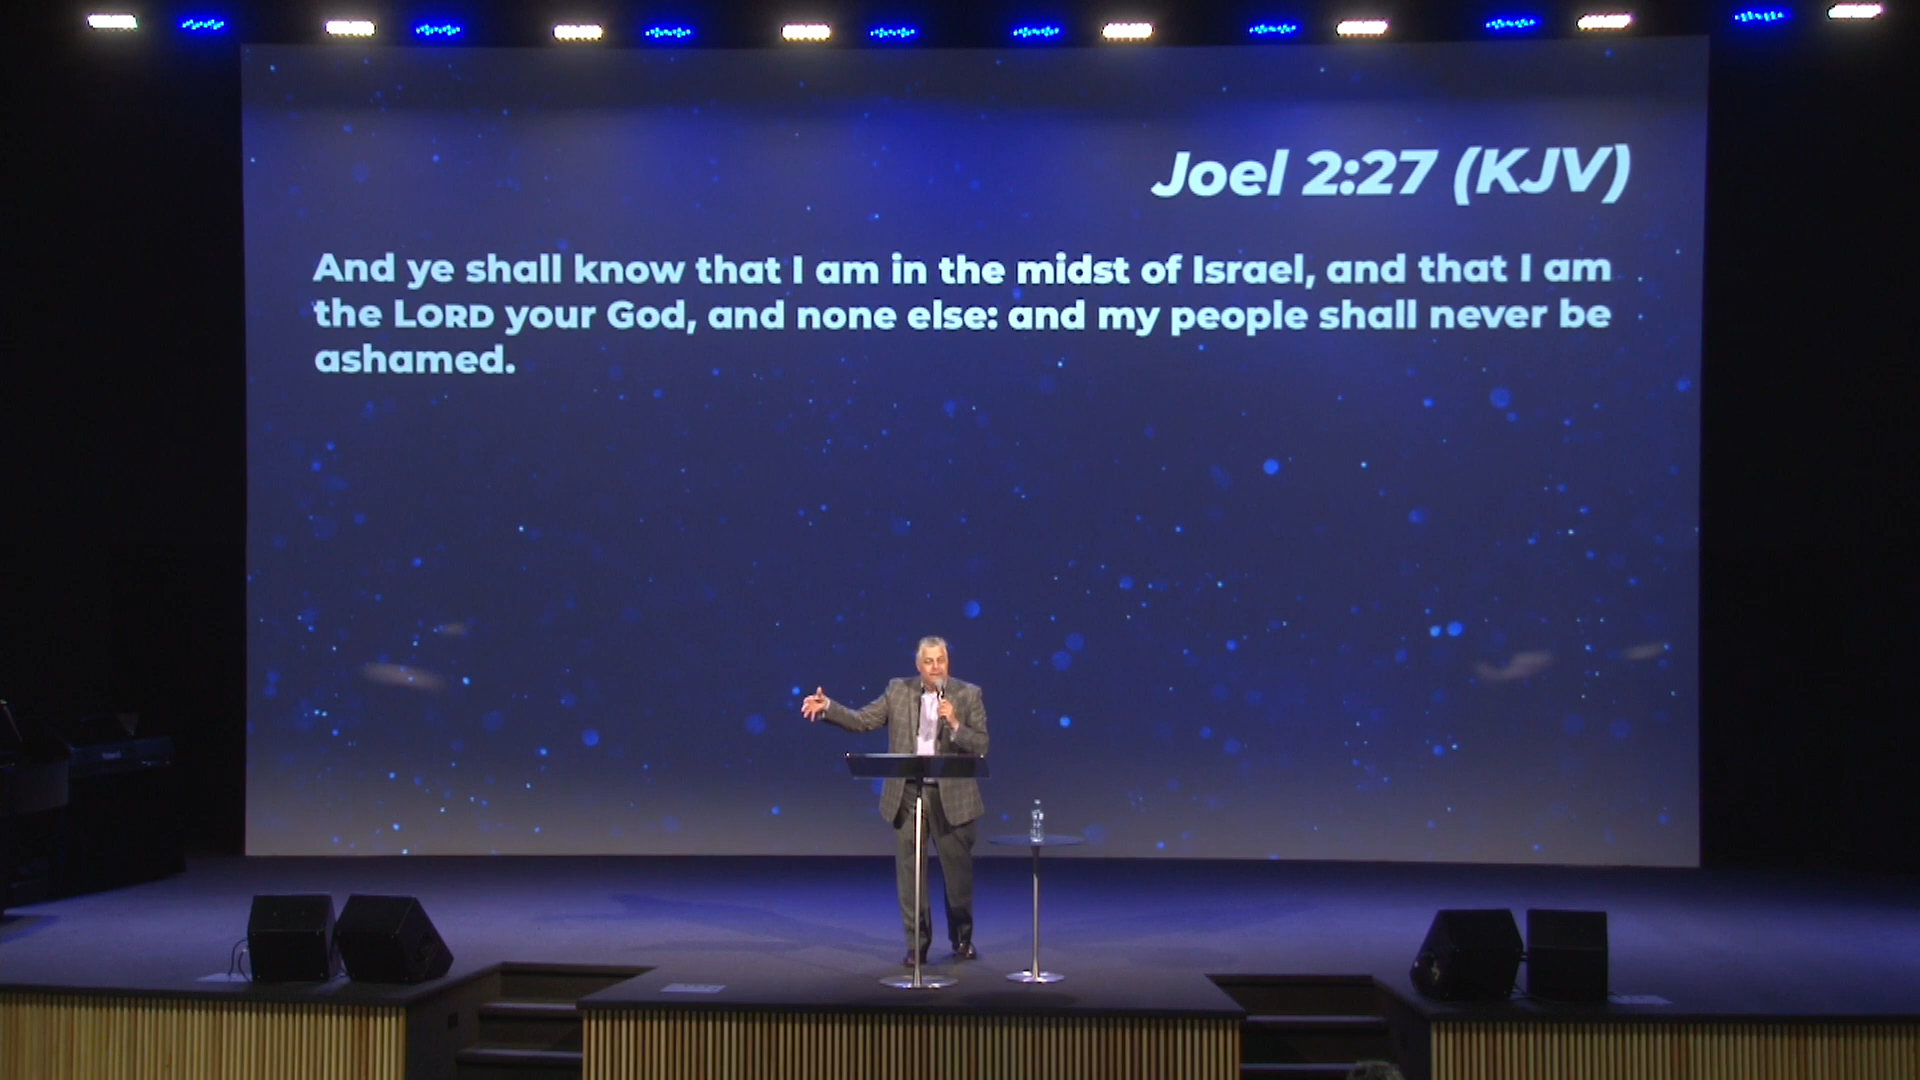 Joel 2:27 (KJV)
And ye shall know that I am in the midst of Israel, and that I am
the LORD your God, and none else: and my people shall never be
ashamed.